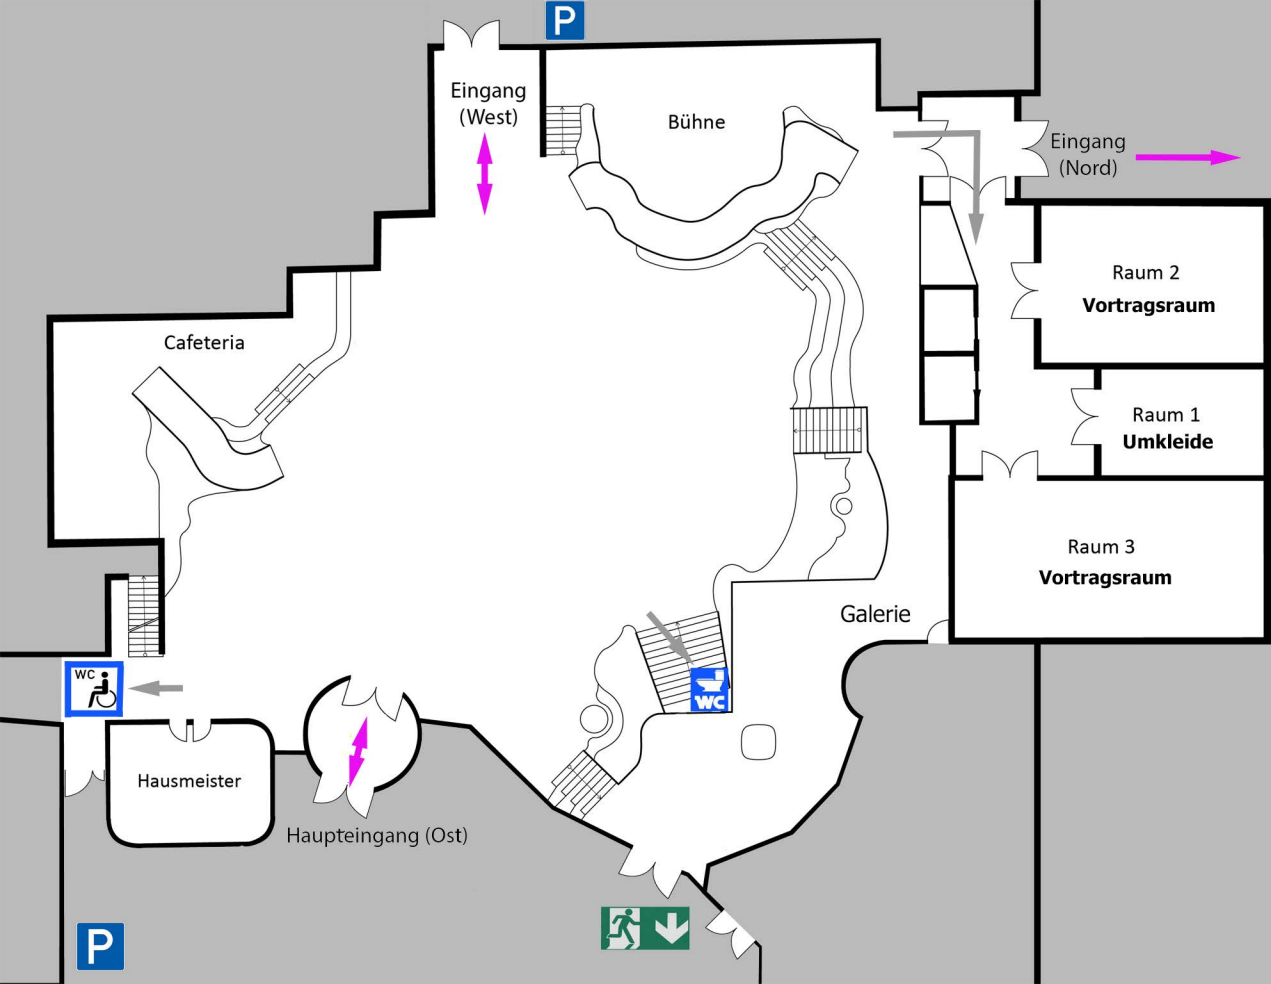 P
Eingang
(West)
Bühne
Eingang
(Nord)
Raum 2
Vortragsraum
Cafeteria
Raum 1
Umkleide
Raum 3
Vortragsraum
Galerie
WC
WC
Hausmeister
Haupteingang (Ost)
P